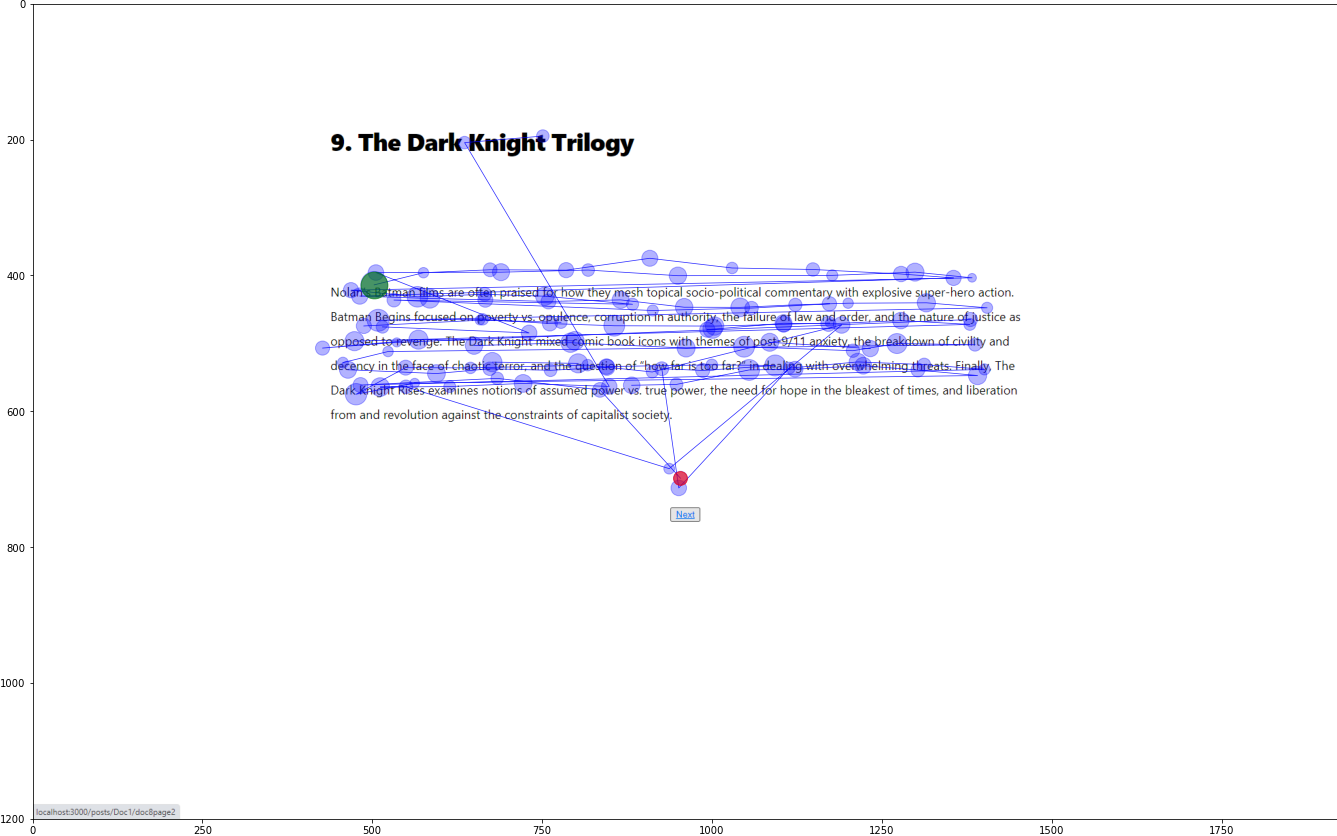 0
200
9. The Dark Knight Trilogy
400
Nolan's Batman films are often praised for how they mesh topical socio-political commentary with explosive super-hero action.
Batman Begins focused on poverty vs. opulence, corruption in authority, the failure of law and order, and the nature of justice as
opposed to revenge. The Dark Knight mixed comic book icons with themes of post-9/11 anxiety, the breakdown of civility and
decency in the face of chaotic terror, and the question of "how far is too far?" in dealing with overwhelming threats. Finally, The
Dark Knight Rises examines notions of assumed power vs. true power, the need for hope in the bleakest of times, and liberation
600
from and revolution against the constraints of capitalist society.
Next
800
1000
localhost:3000/posts/Doc1/doc8page2
1200
0 250 500 750 1000 1250 1500 1750